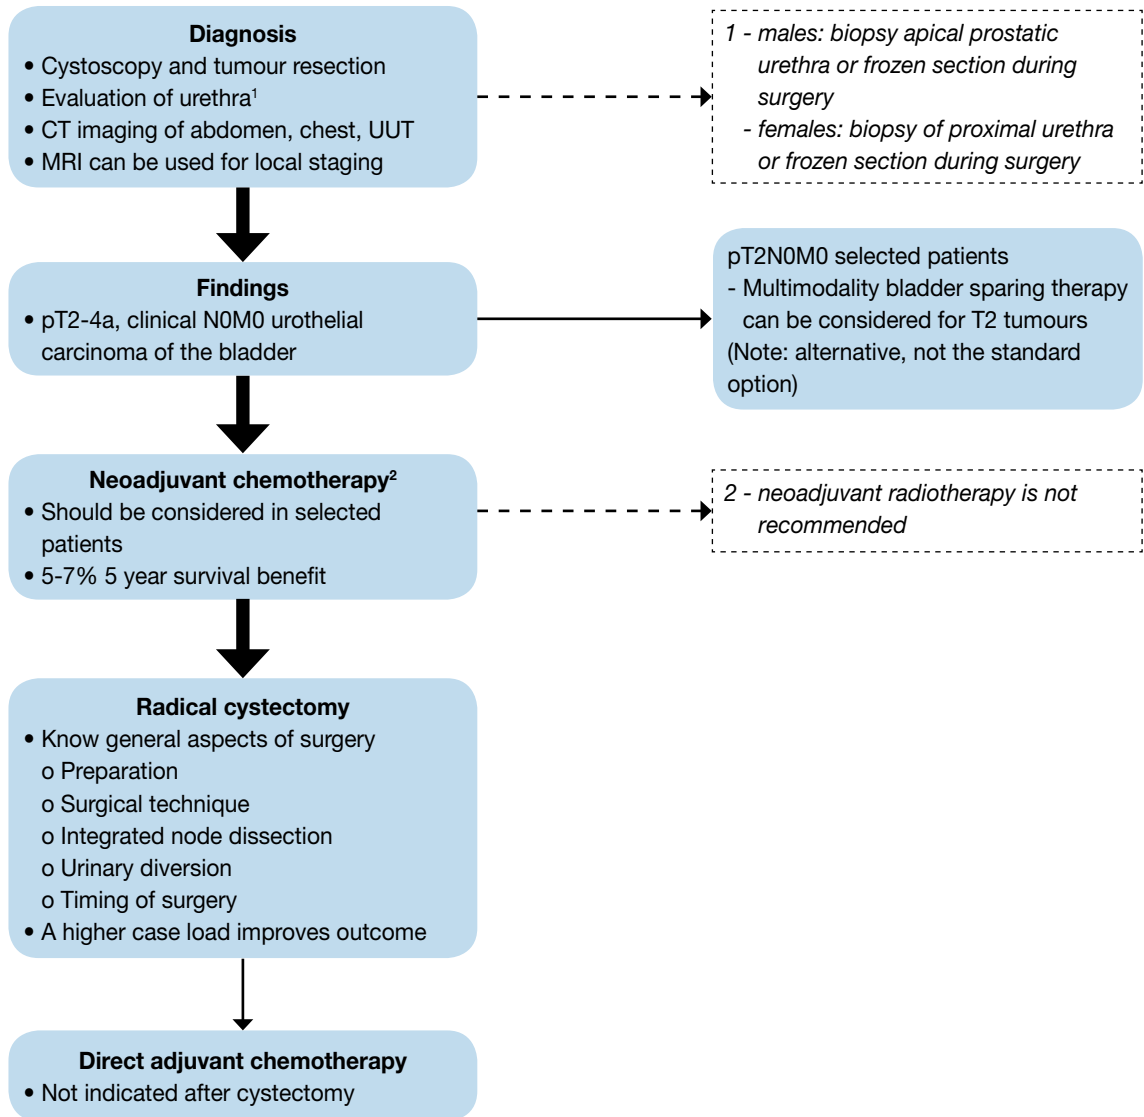 Diagnosis
• Cystoscopy and tumour resection
• Evaluation of urethra¹
• CT imaging of abdomen, chest, UUT
• MRI can be used for local staging
1 - males: biopsy apical prostatic
urethra or frozen section during
surgery
- females: biopsy of proximal urethra
or frozen section during surgery
Findings
• pT2-4a, clinical N0M0 urothelial
carcinoma of the bladder
pT2N0M0 selected patients
- Multimodality bladder sparing therapy
can be considered for T2 tumours
(Note: alternative, not the standard
option)
Neoadjuvant chemotherapy²
• Should be considered in selected
patients
• 5-7% 5 year survival benefit
2 - neoadjuvant radiotherapy is not
recommended
Radical cystectomy
• Know general aspects of surgery
o Preparation
o Surgical technique
o Integrated node dissection
o Urinary diversion
o Timing of surgery
• A higher case load improves outcome
Direct adjuvant chemotherapy
• Not indicated after cystectomy